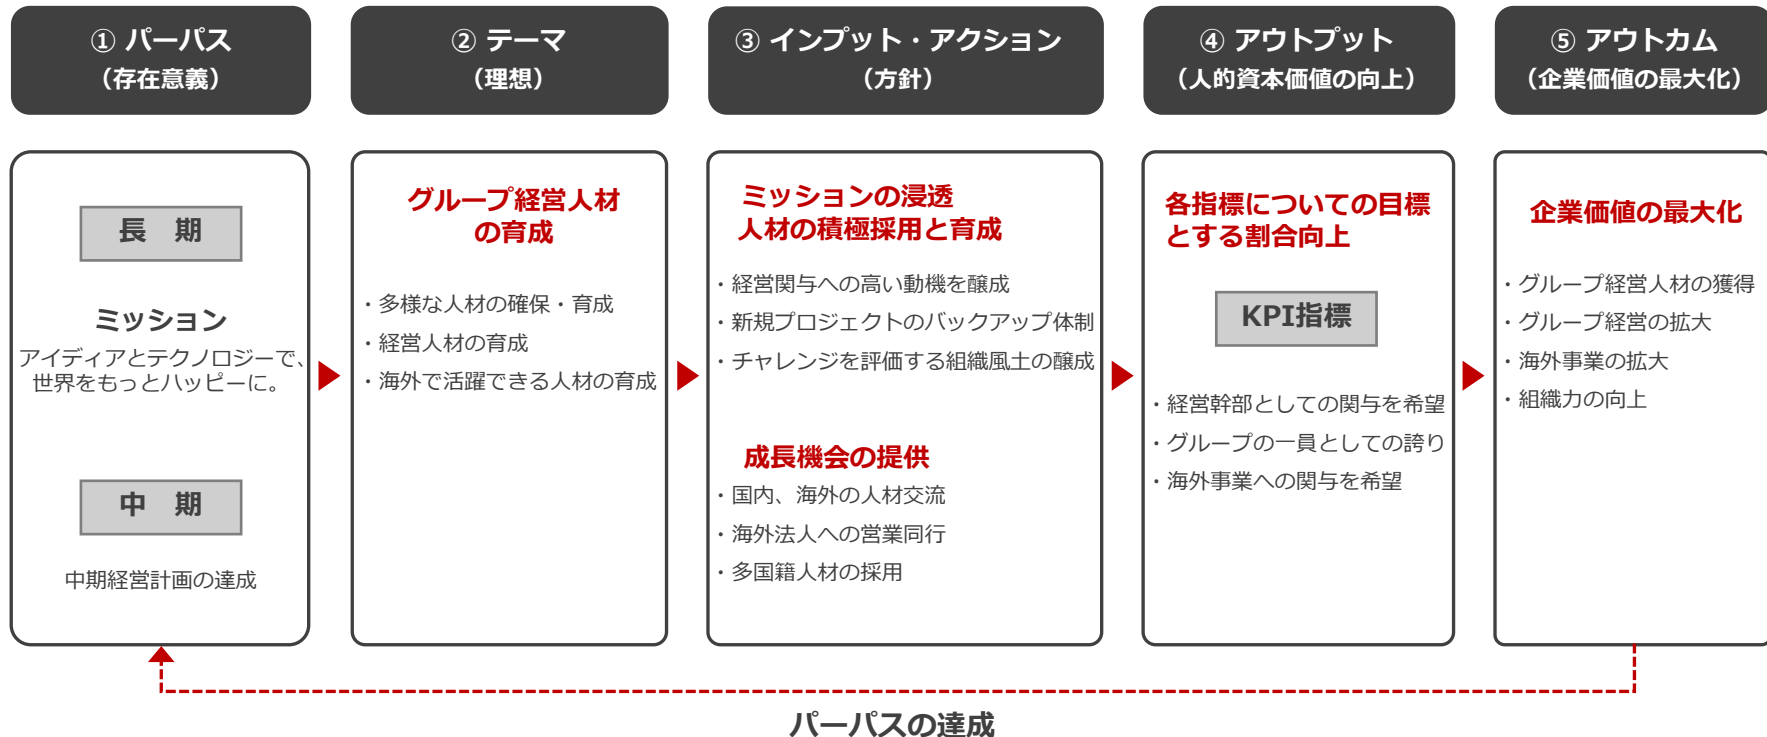 ① パーパス
（存在意義）
② テーマ
（理想）
③ インプット・アクション
（方針）
④ アウトプット
（人的資本価値の向上）
⑤ アウトカム
（企業価値の最大化）
長　期
ミッション
アイディアとテクノロジーで、
世界をもっとハッピーに。
中　期
中期経営計画の達成
グループ経営人材
の育成
・多様な人材の確保・育成
・経営人材の育成
・海外で活躍できる人材の育成
ミッションの浸透
人材の積極採用と育成
・経営関与への高い動機を醸成
・新規プロジェクトのバックアップ体制
・チャレンジを評価する組織風土の醸成
成長機会の提供
・国内、海外の人材交流
・海外法人への営業同行
・多国籍人材の採用
各指標についての目標
とする割合向上
KPI指標
・経営幹部としての関与を希望
・グループの一員としての誇り
・海外事業への関与を希望
企業価値の最大化
・グループ経営人材の獲得
・グループ経営の拡大
・海外事業の拡大
・組織力の向上
パーパスの達成